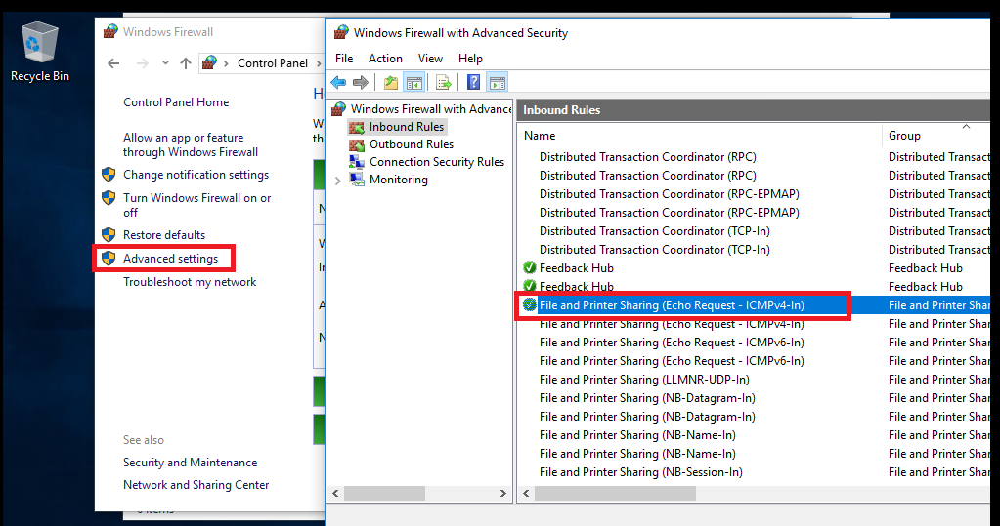 Recycle Bin
Windows Firewall
Control Panel
Control Panel Home
Allow an app or feature
through Windows Firewall
Change notification settings
Turn Windows Firewall on or
off
Restore defaults
Advanced settings
Troubleshoot my network
See also
Security and Maintenance
Network and Sharing Center
Windows Firewall with Advanced Security
File Action View Help
Windows Firewall with Advance
Inbound Rules
Outbound Rules
Connection Security Rules
Monitoring
Inbound Rules
Name Group
Distributed Transaction Coordinator (RPC) Distributed Transact
Distributed Transaction Coordinator (RPC) Distributed Transact
Distributed Transaction Coordinator (RPC-EPMAP) Distributed Transact
Distributed Transaction Coordinator (RPC-EPMAP) Distributed Transact
Distributed Transaction Coordinator (TCP-In) Distributed Transact
Distributed Transaction Coordinator (TCP-In) Distributed Transact
Feedback Hub Feedback Hub
Feedback Hub Feedback Hub
File and Printer Sharing (Echo Request - ICMPv4-In) File and Printer Shar
File and Printer Sharing (Echo Request - ICMPv4-In) File and Printer Shar
File and Printer Sharing (Echo Request - ICMPv6-In) File and Printer Shar
File and Printer Sharing (Echo Request - ICMPv6-In) File and Printer Shar
File and Printer Sharing (LLMNR-UDP-In) File and Printer Shar
File and Printer Sharing (NB-Datagram-In) File and Printer Shar
File and Printer Sharing (NB-Datagram-In) File and Printer Shar
File and Printer Sharing (NB-Name-In) File and Printer Shar
File and Printer Sharing (NB-Name-In) File and Printer Shar
File and Printer Sharing (NB-Session-In) File and Printer Shar